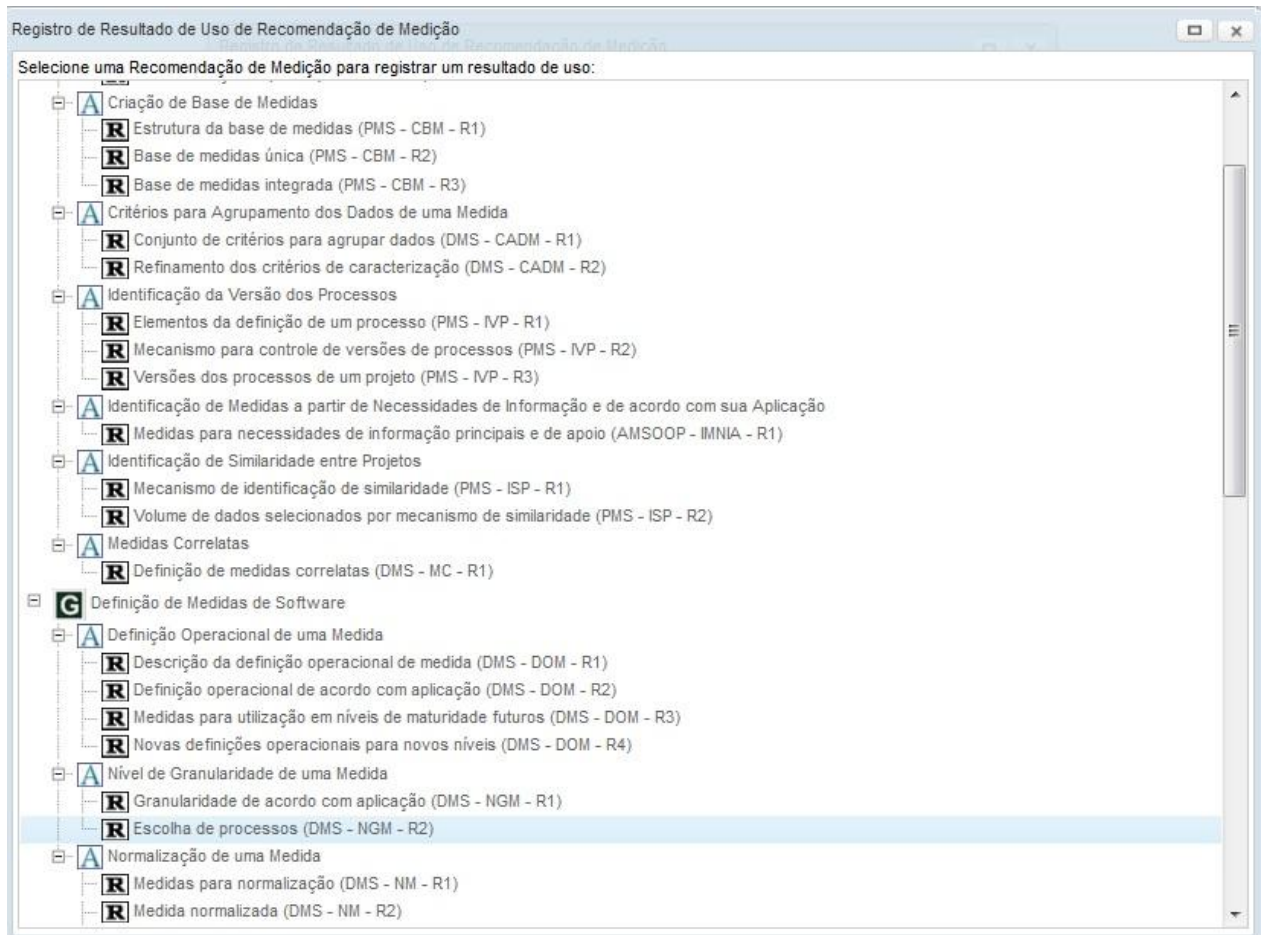 Registro de Resultado de Uso de Recomendação de Medição
Selecione uma Recomendação de Medição para registrar um resultado de uso:
A Criação de Base de Medidas
R Estrutura da base de medidas (PMS - CBM - R1)
R Base de medidas única (PMS - CBM - R2)
R Base de medidas integrada (PMS - CBM - R3)
A Critérios para Agrupamento dos Dados de uma Medida
R Conjunto de critérios para agrupar dados (DMS - CADM - R1)
R Refinamento dos critérios de caracterização (DMS - CADM - R2)
A Identificação da Versão dos Processos
R Elementos da definição de um processo (PMS - IVP - R1)
R Mecanismo para controle de versões de processos (PMS - IVP - R2)
R Versões dos processos de um projeto (PMS - IVP - R3)
A Identificação de Medidas a partir de Necessidades de Informação e de acordo com sua Aplicação
R Medidas para necessidades de informação principais e de apoio (AMSOOP - IMNIA - R1)
A Identificação de Similaridade entre Projetos
R Mecanismo de identificação de similaridade (PMS - ISP - R1)
R Volume de dados selecionados por mecanismo de similaridade (PMS - ISP - R2)
A Medidas Correlatas
R Definição de medidas correlatas (DMS - MC - R1)
G Definição de Medidas de Software
A Definição Operacional de uma Medida
R Descrição da definição operacional de medida (DMS - DOM - R1)
R Definição operacional de acordo com aplicação (DMS - DOM - R2)
R Medidas para utilização em níveis de maturidade futuros (DMS - DOM - R3)
R Novas definições operacionais para novos níveis (DMS - DOM - R4)
A Nível de Granularidade de uma Medida
R Granularidade de acordo com aplicação (DMS - NGM - R1)
R Escolha de processos (DMS - NGM - R2)
A Normalização de uma Medida
R Medidas para normalização (DMS - NM - R1)
R Medida normalizada (DMS - NM - R2)